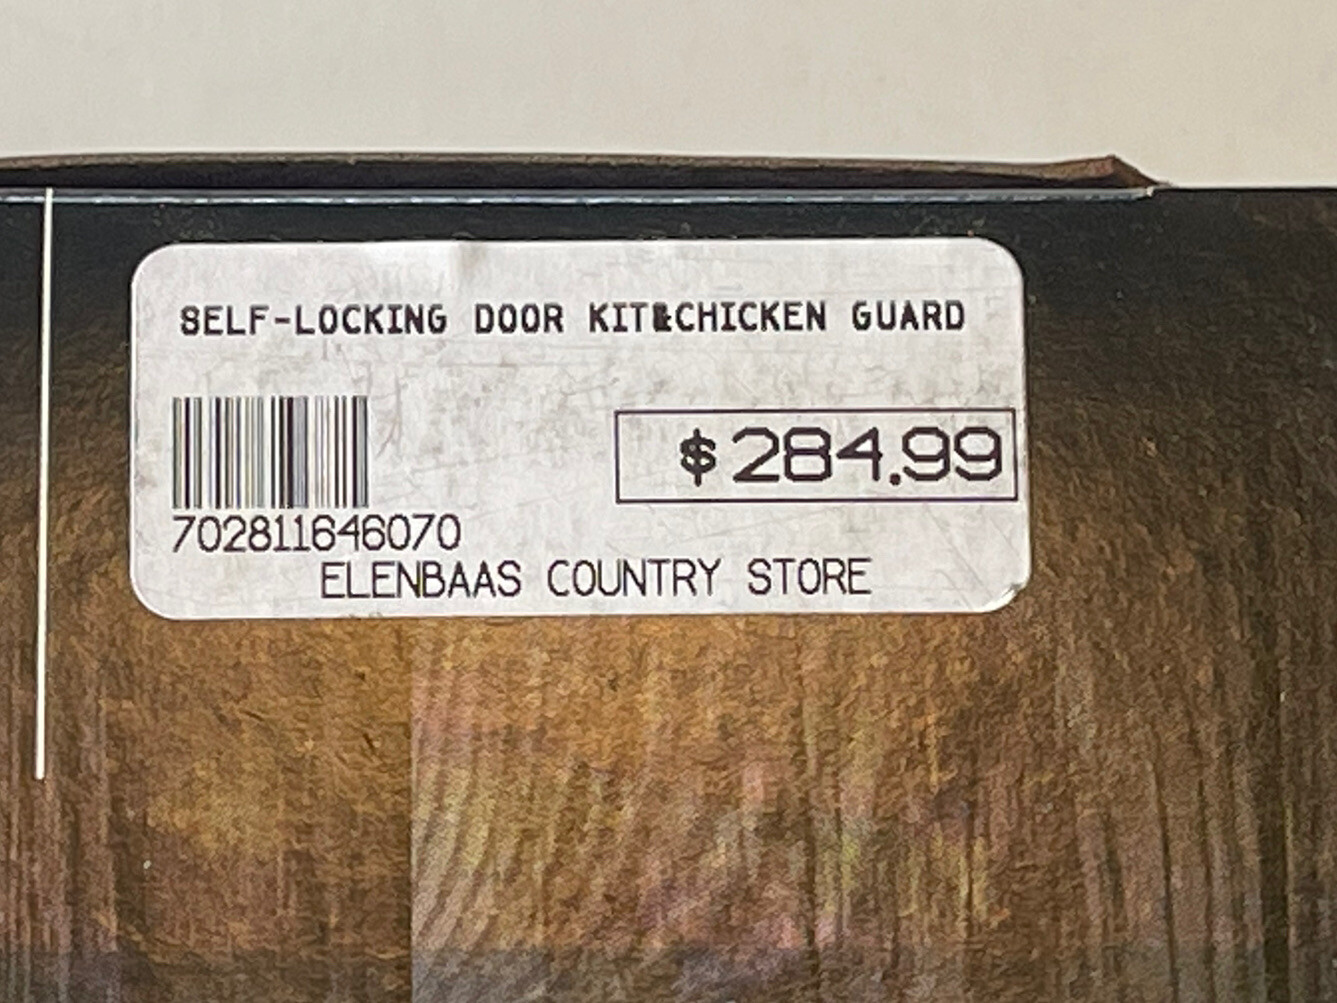 SELF-LOCKING DOOR KIT&CHICKEN GUARD
$284.99
702811646070
ELENBAAS COUNTRY STORE